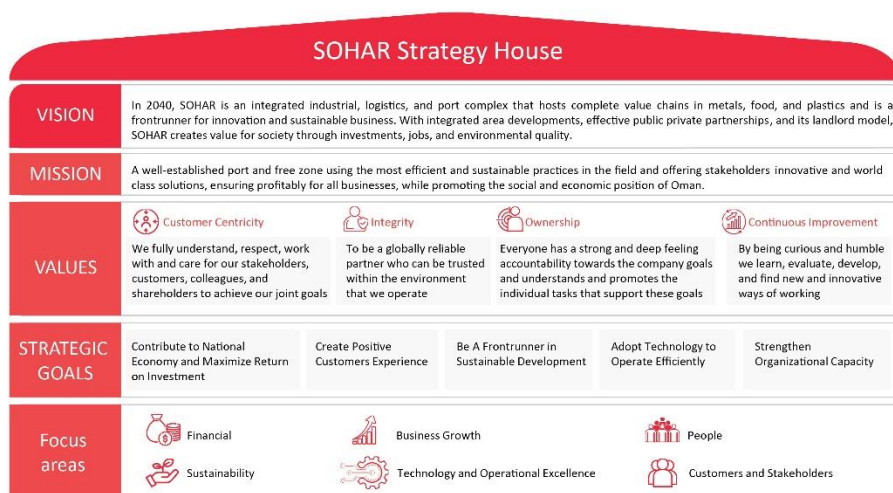 SOHAR Strategy House
VISION
In 2040, SOHAR is an integrated industrial, logistics, and port complex that hosts complete value chains in metals, food, and plastics and is a
frontrunner for innovation and sustainable business. With integrated area developments, effective public private partnerships, and its landlord model,
SOHAR creates value for society through investments, jobs, and environmental quality.
MISSION
A well-established port and free zone using the most efficient and sustainable practices in the field and offering stakeholders innovative and world
class solutions, ensuring profitably for all businesses, while promoting the social and economic position of Oman.
VALUES
Customer Centricity
We fully understand, respect, work
with and care for our stakeholders,
customers, colleagues, and
shareholders to achieve our joint goals
Integrity
To be a globally reliable
partner who can be trusted
within the environment
that we operate
Ownership
Everyone has a strong and deep feeling
accountability towards the company goals
and understands and promotes the
individual tasks that support these goals
Continuous Improvement
By being curious and humble
we learn, evaluate, develop,
and find new and innovative
ways of working
STRATEGIC
GOALS
Contribute to National
Economy and Maximize Return
on Investment
Create Positive
Customers Experience
Be A Frontrunner in
Sustainable Development
Adopt Technology to
Operate Efficiently
Strengthen
Organizational Capacity
Focus
areas
Financial
Business Growth
People
Sustainability
Technology and Operational Excellence
Customers and Stakeholders